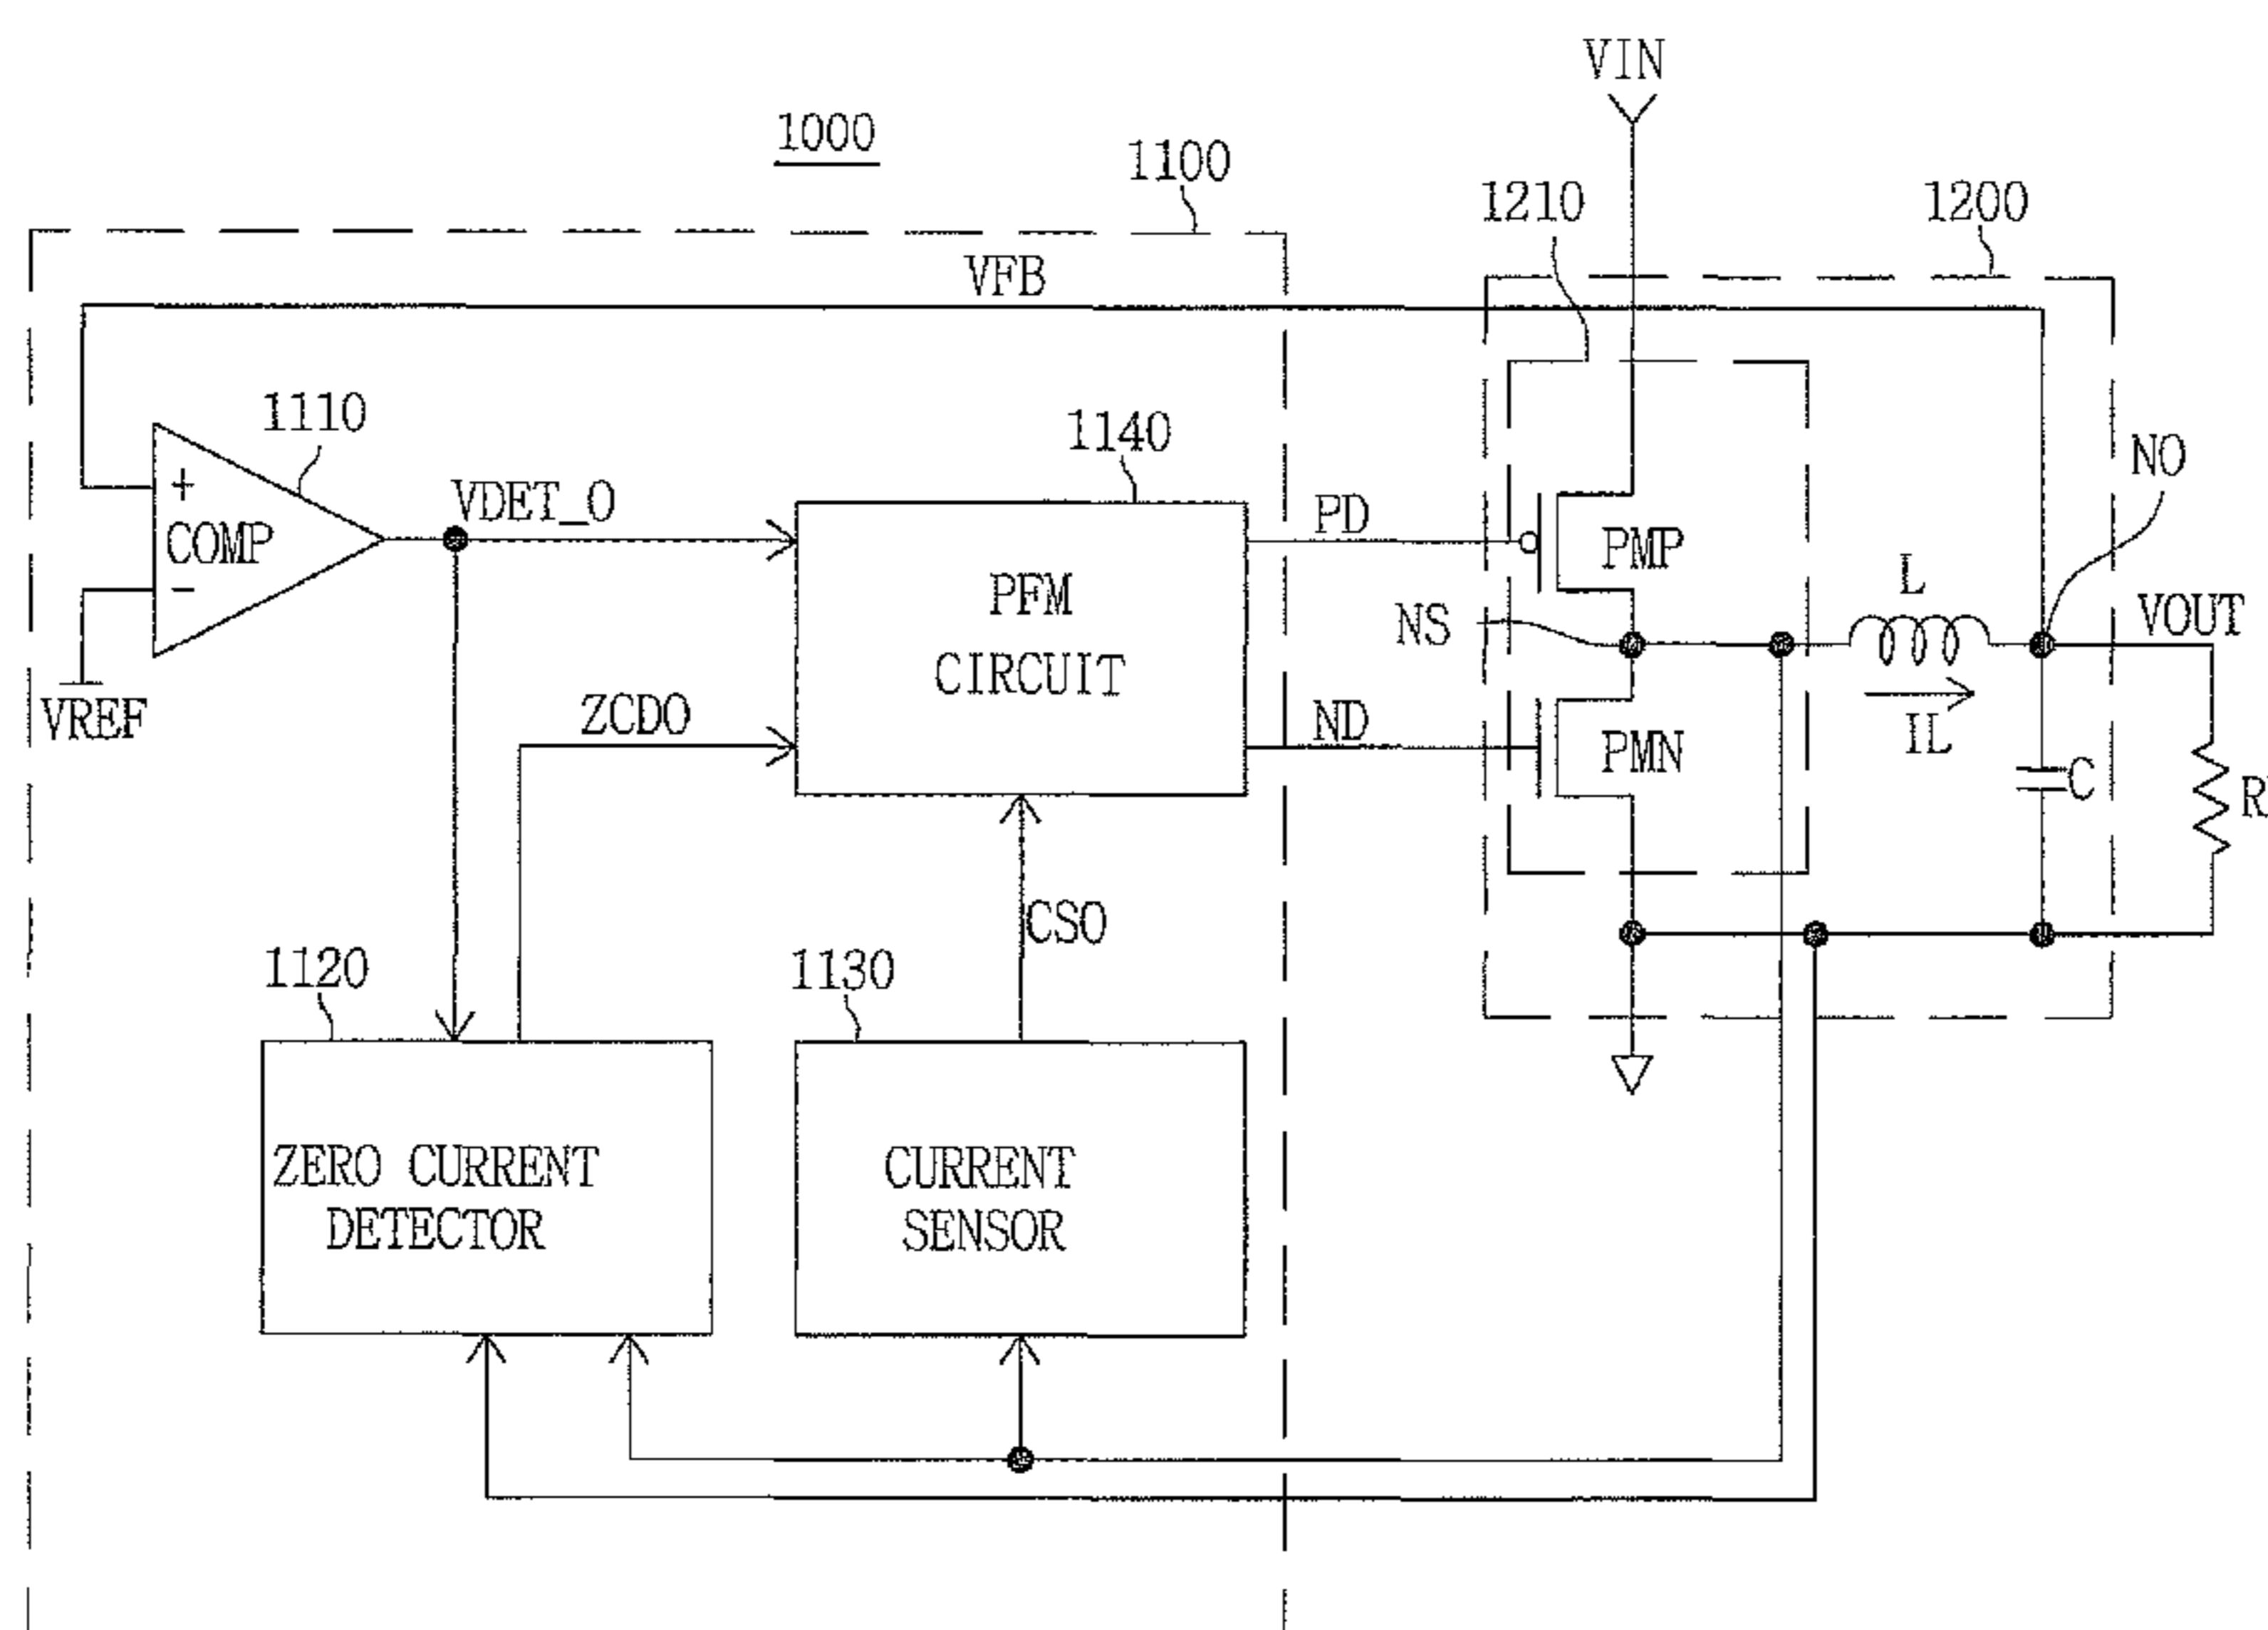 VIN
1000
1100
1210
1200
VFB
1110
1140
NO
VDET_O
+
COMP
-
PD
PMP
PFM
CIRCUIT
L
VOUT
NS
VREF
ZCDO
ND
PMN
IL
C
R
CSO
1120
1130
ZERO CURRENT
DETECTOR
CURRENT
SENSOR